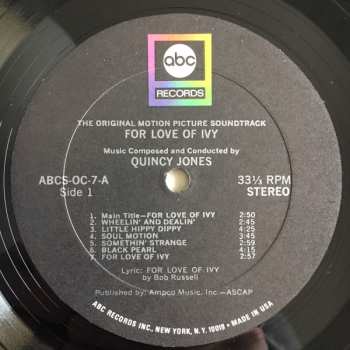 abc
RECORDS
THE ORIGINAL MOTION PICTURE SOUNDTRACK
FOR LOVE OF IVY
Music Composed and Conducted by
QUINCY JONES
ABCS-OC-7-A
Side 1
33⅓ RPM
STEREO
1. Main Title—FOR LOVE OF IVY 2:50
2. WHEELIN' AND DEALIN' 2:45
3. LITTLE HIPPY DIPPY 4:25
4. SOUL MOTION 3:45
5. SOMETHIN' STRANGE 2:59
6. BLACK PEARL 4:15
7. FOR LOVE OF IVY 2:57
Lyric: FOR LOVE OF IVY
by Bob Russell
Published by: Ampco Music, Inc.—ASCAP
ABC RECORDS INC., NEW YORK, N.Y. 10019 • MADE IN USA